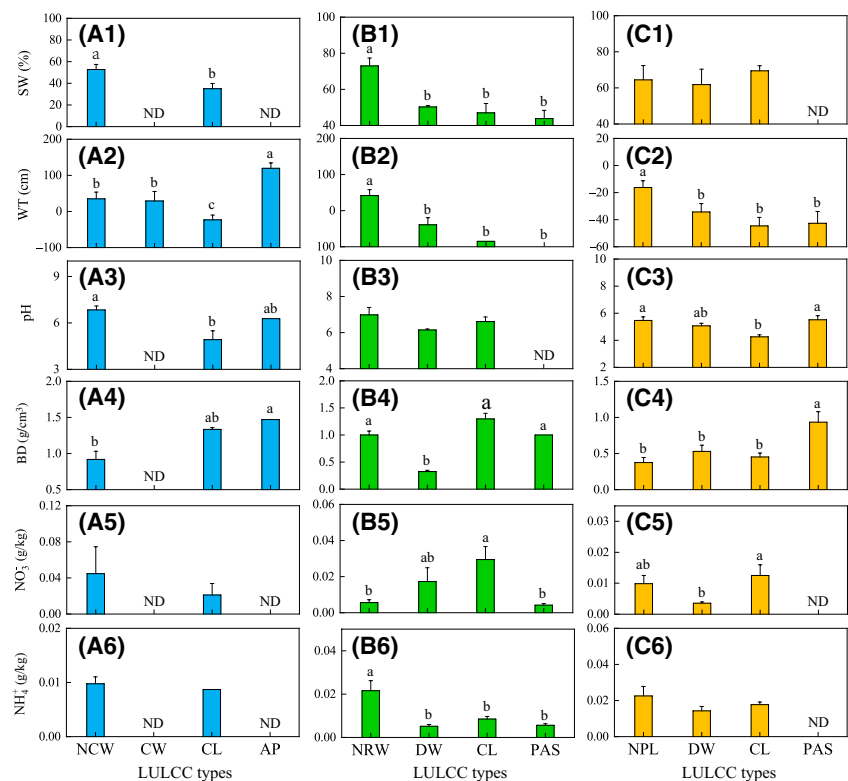 (A1) (B1) (C1)
SW (%)
100 80 60 40 20 0
a ND b ND
100 80 60 40
a b b b
100 80 60 40
ND
(A2) (B2) (C2)
WT (cm)
200 100 0 −100
b b c a
200 100 0 100
a b b b
0 −20 −40 −60
a b b b
(A3) (B3) (C3)
pH
9 6 3
a ND b ab
10 8 6 4
ND
10 8 6 4 2
a ab b a
(A4) (B4) (C4)
BD (g/cm³)
2.0 1.5 1.0 0.5
b ND ab a
2.0 1.5 1.0 0.5 0.0
a b a a
1.5 1.0 0.5 0.0
b b b a
(A5) (B5) (C5)
NO₃⁻ (g/kg)
0.12 0.08 0.04 0.00
ND ND
0.06 0.04 0.02 0.00
b ab a b
0.03 0.02 0.01 0.00
ab b a ND
(A6) (B6) (C6)
NH₄⁺ (g/kg)
0.02 0.01 0.00
ND ND
0.06 0.04 0.02 0.00
a b b b
0.06 0.04 0.02 0.00
ND
NCW CW CL AP NRW DW CL PAS NPL DW CL PAS
LULCC types LULCC types LULCC types